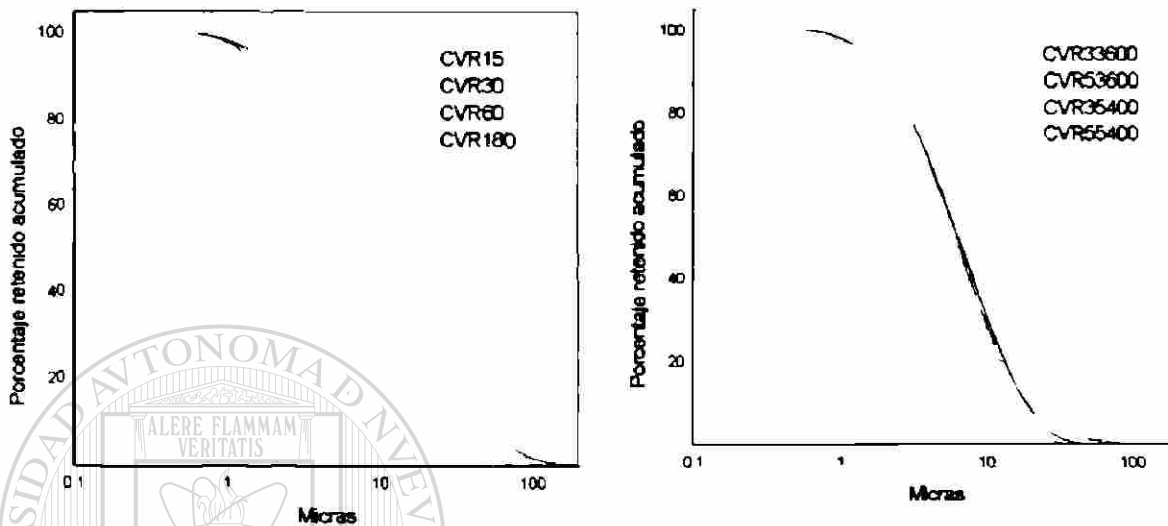 Porcentaje retenido acumulado
100
80
60
40
20
0.1
1
10
100
Micras
CVR15
CVR30
CVR60
CVR180
Porcentaje retenido acumulado
100
80
60
40
20
0.1
1
10
100
Micras
CVR33600
CVR53600
CVR35400
CVR55400
AVTONOMA D NVEV
ALERE FLAMMAM
VERITATIS